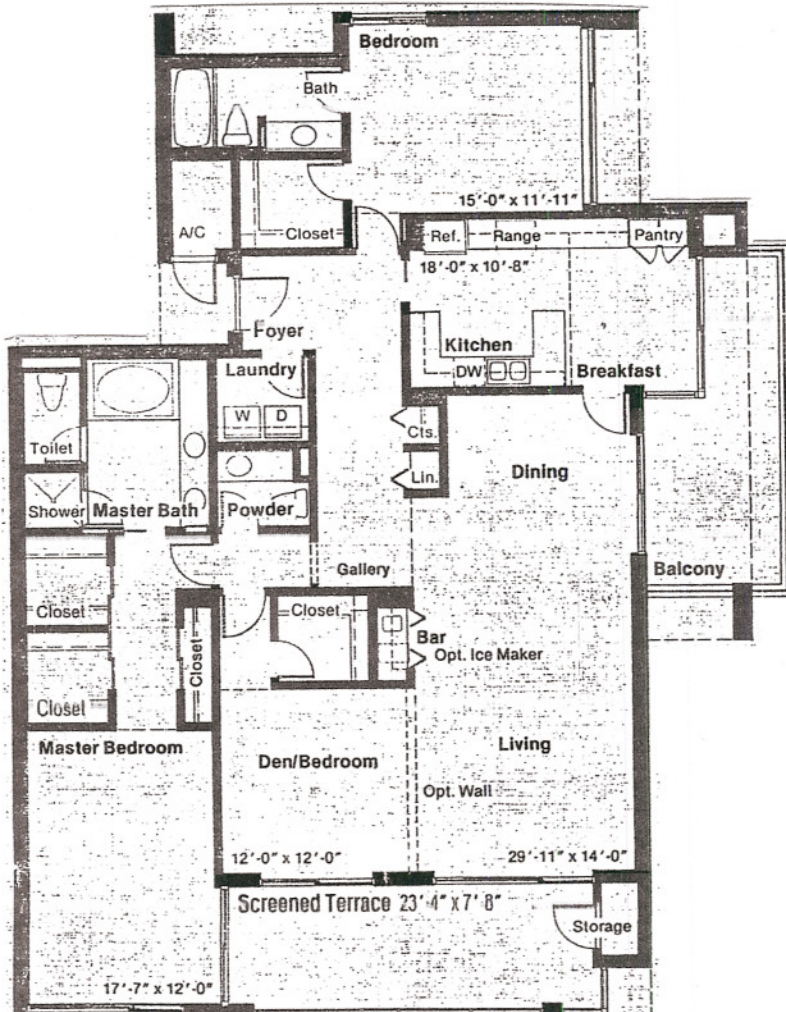 Bedroom
Bath
15'-0" x 11'-11"
A/C
Closet
Ref.
Range
Pantry
18'-0" x 10'-8"
Foyer
Kitchen
Laundry
DW
Breakfast
W
D
Cts.
Toilet
Lin.
Dining
Shower
Master Bath
Powder
Gallery
Balcony
Closet
Closet
Closet
Bar
Opt. Ice Maker
Closet
Master Bedroom
Den/Bedroom
Living
Opt. Wall
12'-0" x 12'-0"
29'-11" x 14'-0"
Screened Terrace 23' 4" x 7' 8"
Storage
17'-7" x 12'-0"